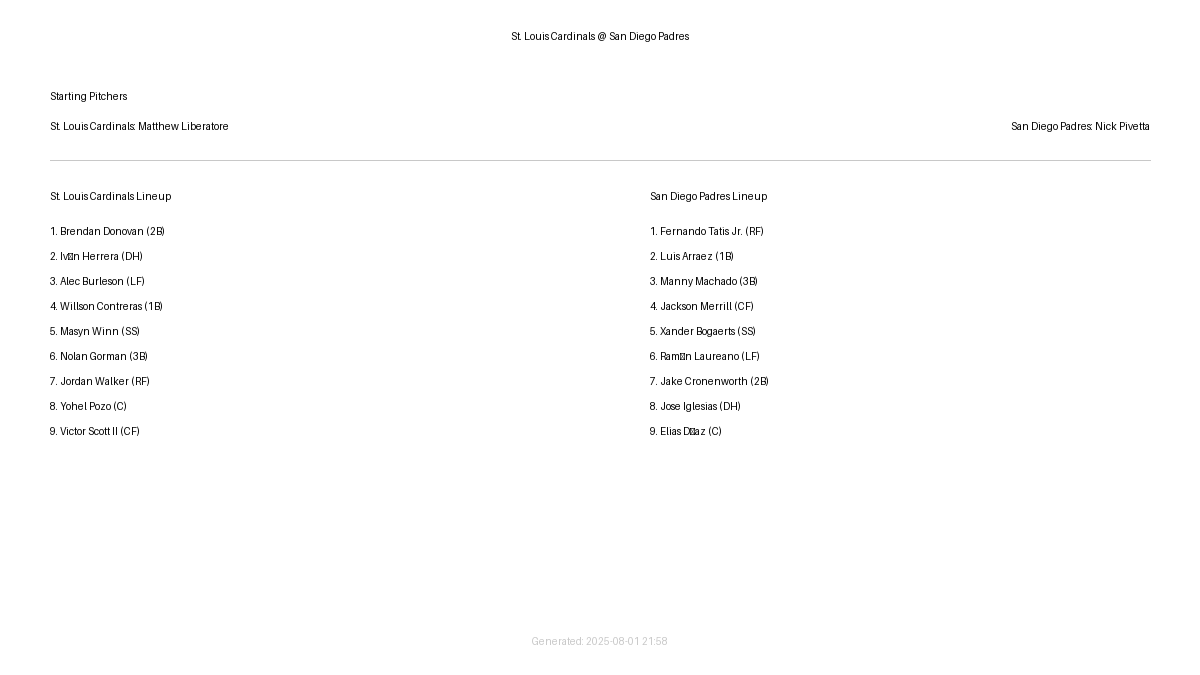 St. Louis Cardinals @ San Diego Padres
Starting Pitchers
St. Louis Cardinals: Matthew Liberatore
San Diego Padres: Nick Pivetta
St. Louis Cardinals Lineup
1. Brendan Donovan (2B)
2. Iv□n Herrera (DH)
3. Alec Burleson (LF)
4. Willson Contreras (1B)
5. Masyn Winn (SS)
6. Nolan Gorman (3B)
7. Jordan Walker (RF)
8. Yohel Pozo (C)
9. Victor Scott II (CF)
San Diego Padres Lineup
1. Fernando Tatis Jr. (RF)
2. Luis Arraez (1B)
3. Manny Machado (3B)
4. Jackson Merrill (CF)
5. Xander Bogaerts (SS)
6. Ram□n Laureano (LF)
7. Jake Cronenworth (2B)
8. Jose Iglesias (DH)
9. Elias D□az (C)
Generated: 2025-08-01 21:58